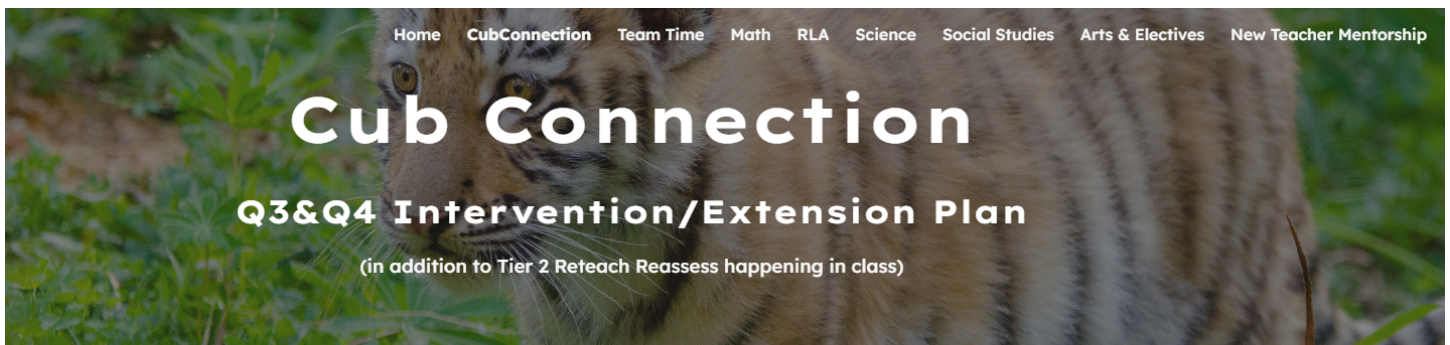 Home CubConnection Team Time Math RLA Science Social Studies Arts & Electives New Teacher Mentorship
Cub Connection
Q3&Q4 Intervention/Extension Plan
(in addition to Tier 2 Reteach Reassess happening in class)